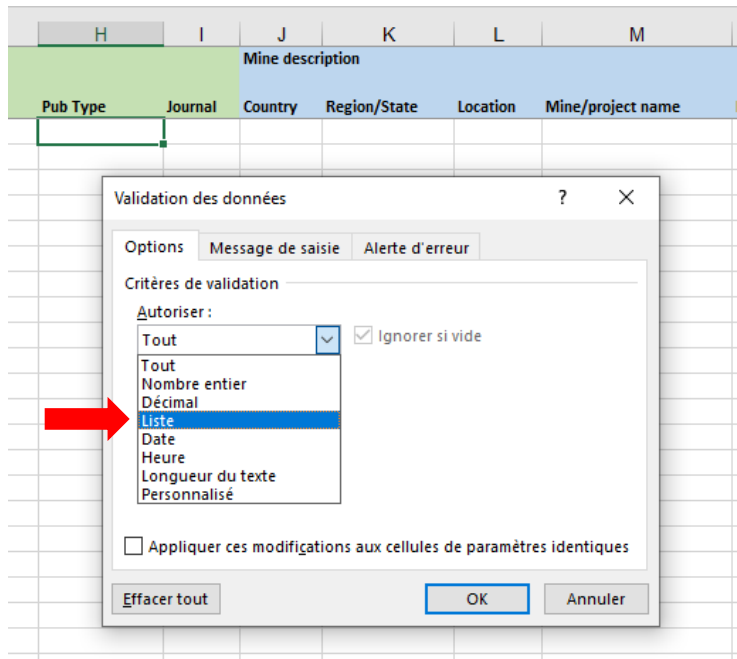 H I J K L M
Mine description
Pub Type Journal Country Region/State Location Mine/project name
Validation des données ?
Options Message de saisie Alerte d'erreur
Critères de validation
Autoriser :
Tout Ignorer si vide
Tout
Nombre entier
Décimal
Liste
Date
Heure
Longueur du texte
Personnalisé
Appliquer ces modifications aux cellules de paramètres identiques
Effacer tout OK Annuler